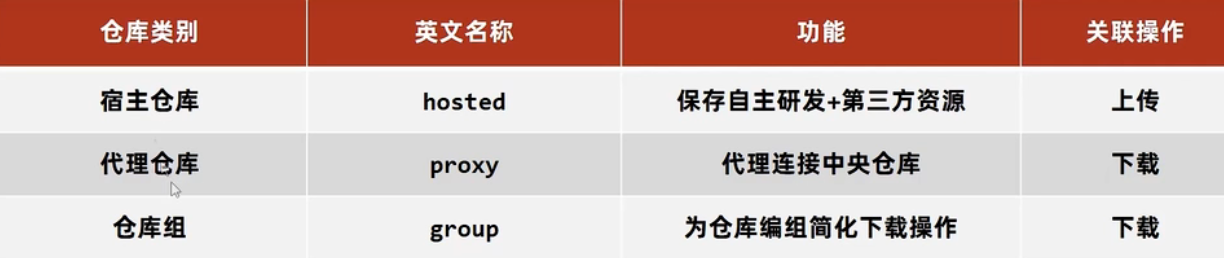 仓库类别 英文名称 功能 关联操作
宿主仓库 hosted 保存自主研发+第三方资源 上传
代理仓库 proxy 代理连接中央仓库 下载
仓库组 group 为仓库编组简化下载操作 下载